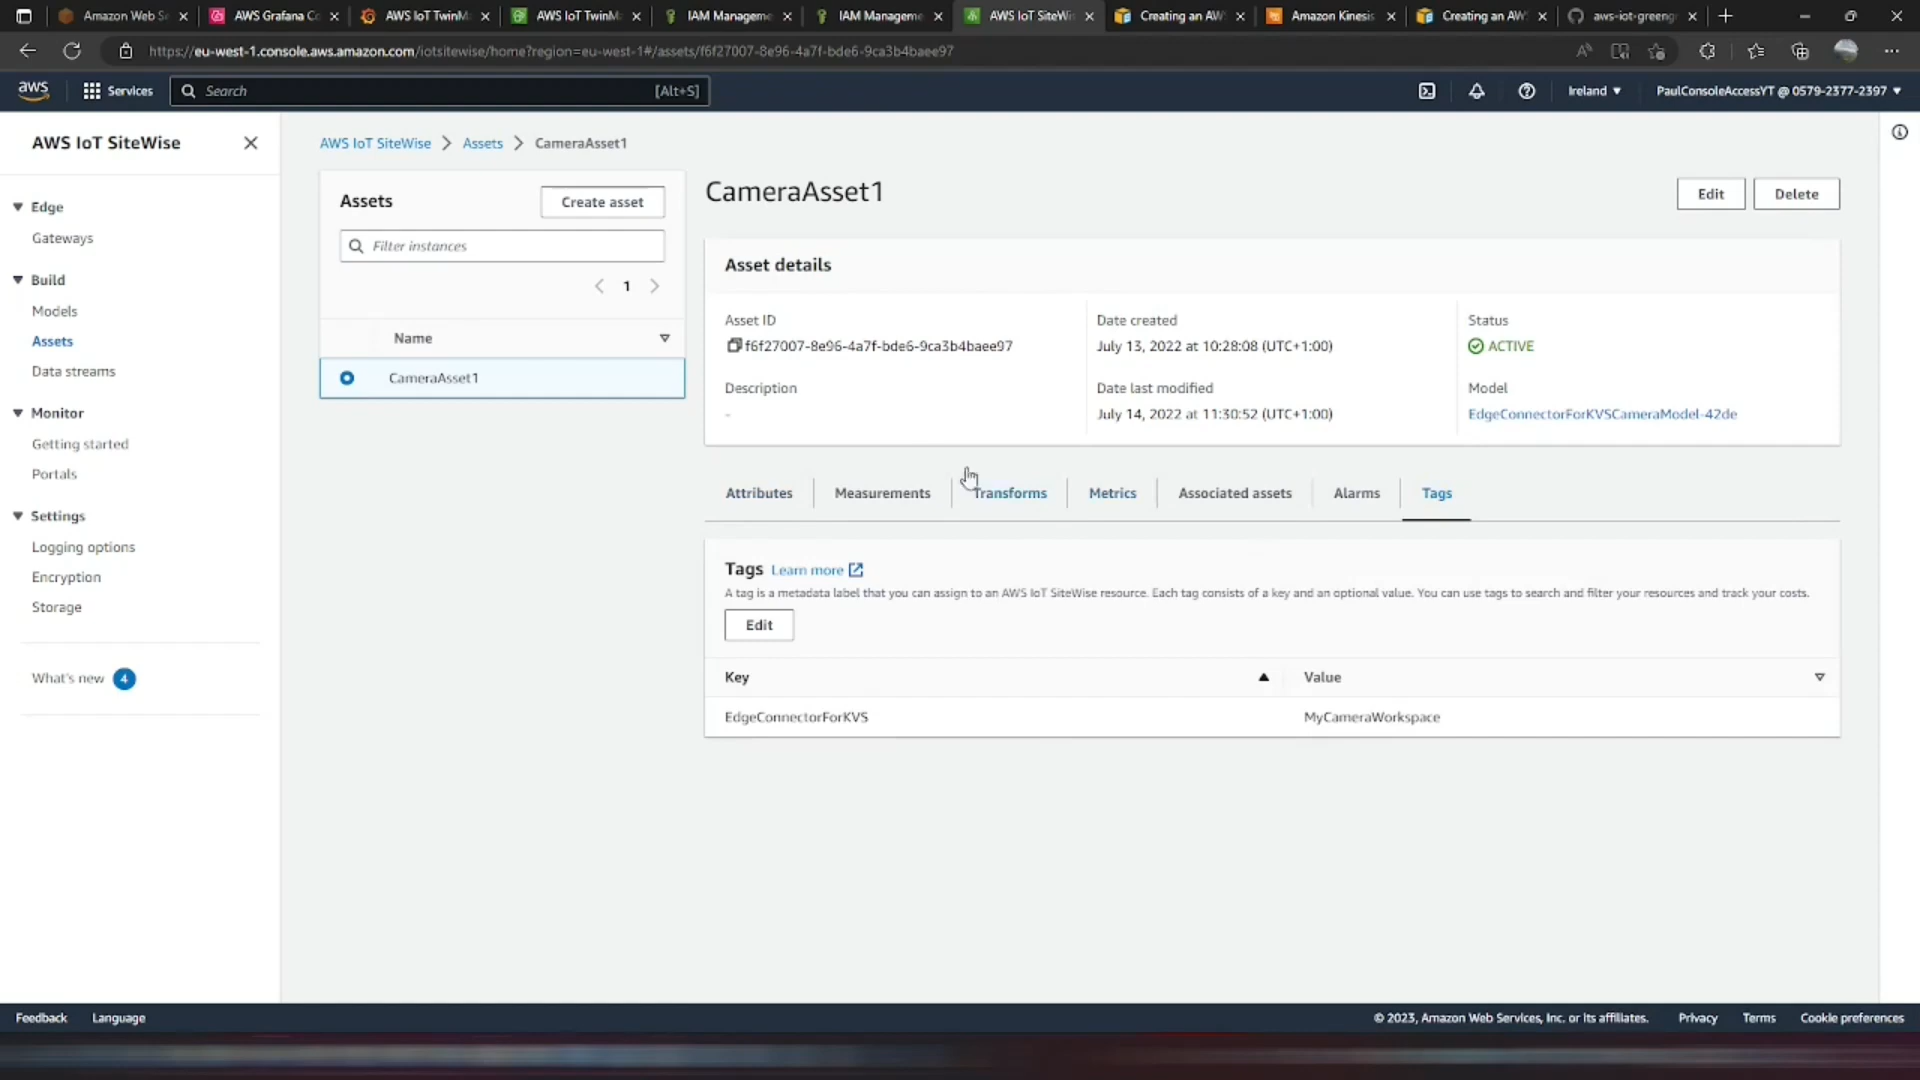 Amazon Web Se
AWS Grafana Co
AWS IoT TwinM
AWS IoT TwinM
IAM Manageme
IAM Manageme
AWS IoT SiteWi
Creating an AW
Amazon Kinesis
Creating an AW
aws-iot-greeng
https://eu-west-1.console.aws.amazon.com/iotsitewise/home?region=eu-west-1#/assets/f6f27007-8e96-4a7f-bde6-9ca3b4baee97
aws
Services
Search
[Alt+S]
Ireland
PaulConsoleAccessYT @ 0579-2377-2397
AWS IoT SiteWise
Edge
Gateways
Build
Models
Assets
Data streams
Monitor
Getting started
Portals
Settings
Logging options
Encryption
Storage
What's new 4
AWS IoT SiteWise
Assets
CameraAsset1
Assets
Create asset
Filter instances
1
Name
CameraAsset1
CameraAsset1
Edit
Delete
Asset details
Asset ID
f6f27007-8e96-4a7f-bde6-9ca3b4baee97
Description
-
Date created
July 13, 2022 at 10:28:08 (UTC+1:00)
Date last modified
July 14, 2022 at 11:30:52 (UTC+1:00)
Status
ACTIVE
Model
EdgeConnectorForKVSCameraModel-42de
Attributes
Measurements
Transforms
Metrics
Associated assets
Alarms
Tags
Tags Learn more
A tag is a metadata label that you can assign to an AWS IoT SiteWise resource. Each tag consists of a key and an optional value. You can use tags to search and filter your resources and track your costs.
Edit
Key
Value
EdgeConnectorForKVS
MyCameraWorkspace
Feedback
Language
© 2023, Amazon Web Services, Inc. or its affiliates.
Privacy
Terms
Cookie preferences